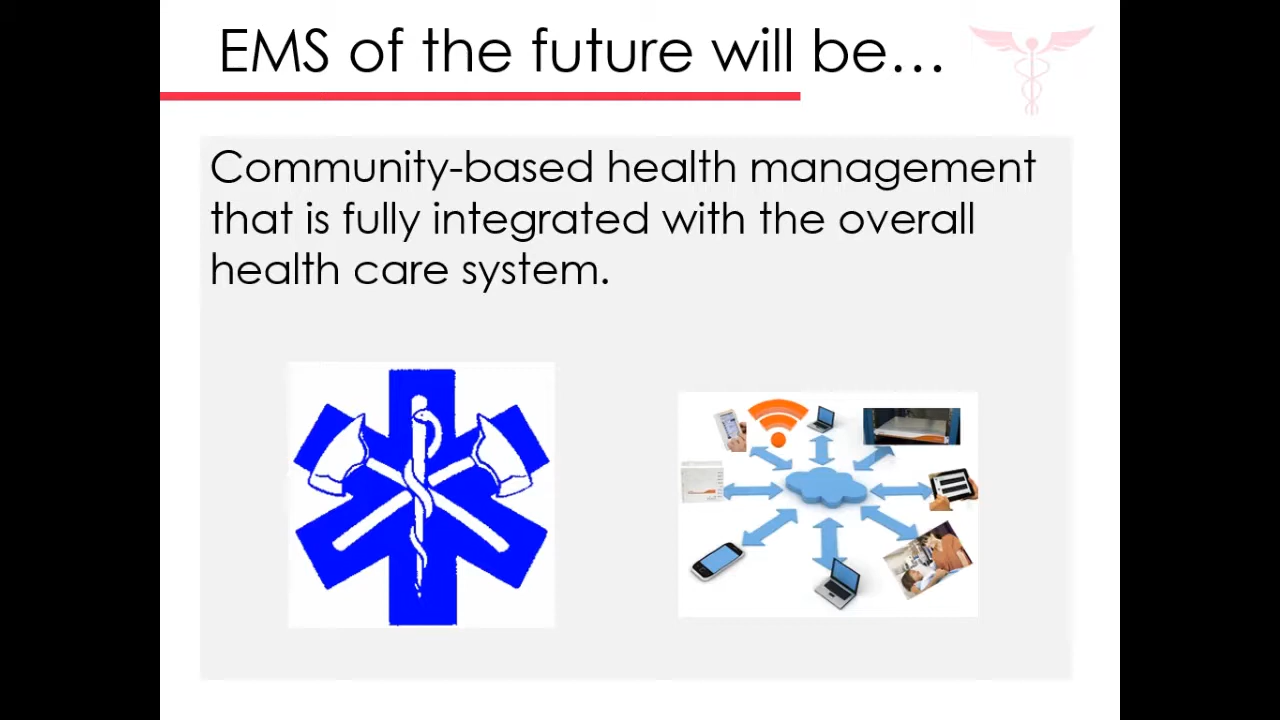 EMS of the future will be…
Community-based health management
that is fully integrated with the overall
health care system.